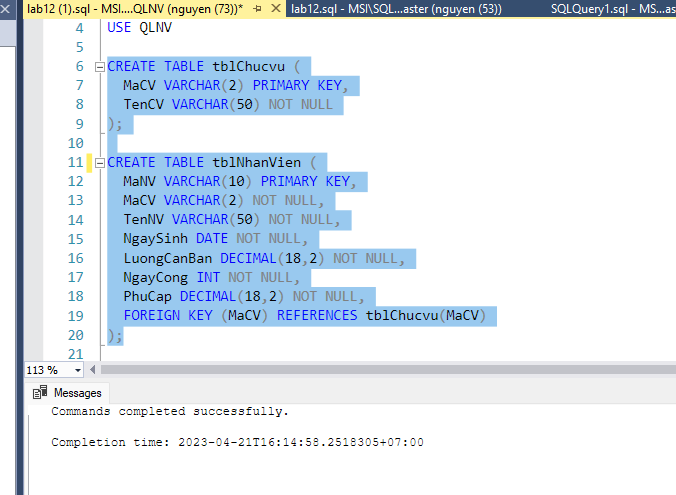 lab12 (1).sql - MSI....QLNV (nguyen (73))* lab12.sql - MSI\SQL...aster (nguyen (53)) SQLQuery1.sql - MS...as
4 USE QLNV
5
6 CREATE TABLE tblChucvu (
7 MaCV VARCHAR(2) PRIMARY KEY,
8 TenCV VARCHAR(50) NOT NULL
9 );
10
11 CREATE TABLE tblNhanVien (
12 MaNV VARCHAR(10) PRIMARY KEY,
13 MaCV VARCHAR(2) NOT NULL,
14 TenNV VARCHAR(50) NOT NULL,
15 NgaySinh DATE NOT NULL,
16 LuongCanBan DECIMAL(18,2) NOT NULL,
17 NgayCong INT NOT NULL,
18 PhuCap DECIMAL(18,2) NOT NULL,
19 FOREIGN KEY (MaCV) REFERENCES tblChucvu(MaCV)
20 );
21
113 %
Messages
Commands completed successfully.
Completion time: 2023-04-21T16:14:58.2518305+07:00